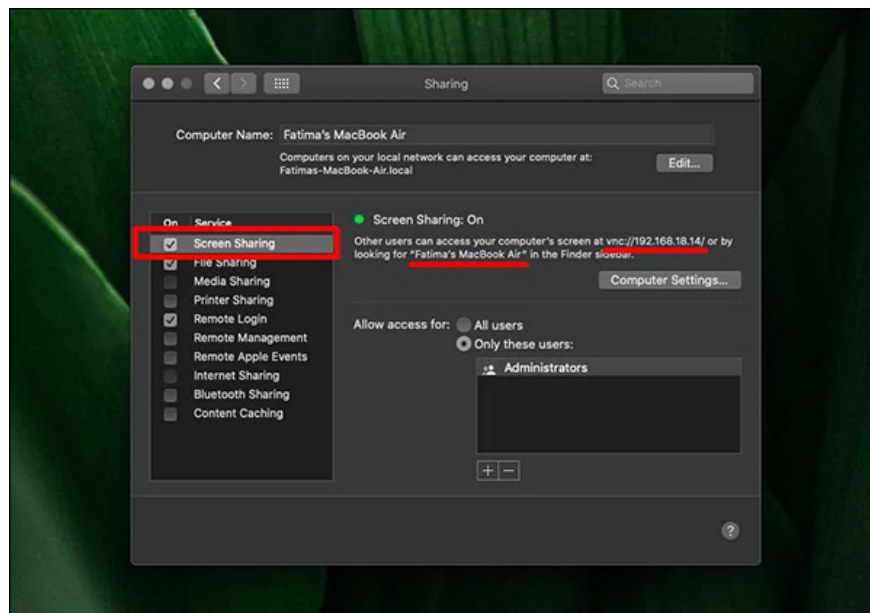 Sharing
Search
Computer Name: Fatima's MacBook Air
Computers on your local network can access your computer at:
Fatimas-MacBook-Air.local
Edit...
On Service
Screen Sharing
File Sharing
Media Sharing
Printer Sharing
Remote Login
Remote Management
Remote Apple Events
Internet Sharing
Bluetooth Sharing
Content Caching
Screen Sharing: On
Other users can access your computer's screen at vnc://192.168.18.14/ or by
looking for "Fatima's MacBook Air" in the Finder sidebar.
Computer Settings...
Allow access for: All users
Only these users:
Administrators
+ −
?